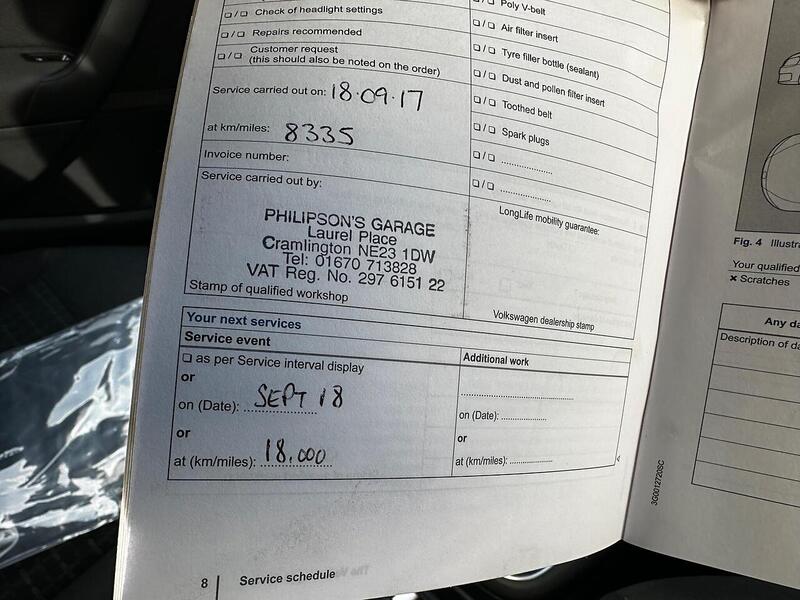 ❑ / ❑ Check of headlight settings
❑ / ❑ Repairs recommended
❑ / ❑ Customer request
(this should also be noted on the order)
Service carried out on: 18.09.17
at km/miles: 8335
Invoice number:
Service carried out by:
PHILIPSON'S GARAGE
Laurel Place
Cramlington NE23 1DW
Tel: 01670 713828
VAT Reg. No. 297 6151 22
Stamp of qualified workshop
❑ / ❑ Poly V-belt
❑ / ❑ Air filter insert
❑ / ❑ Tyre filler bottle (sealant)
❑ / ❑ Dust and pollen filter insert
❑ / ❑ Toothed belt
❑ / ❑ Spark plugs
❑ / ❑ ..................
❑ / ❑ ..................
LongLife mobility guarantee:
Volkswagen dealership stamp
Your next services
Service event
❑ as per Service interval display
or
on (Date): SEPT 18
or
at (km/miles): 18.000
Additional work
..............................
on (Date): ..................
or
at (km/miles): ..................
8 Service schedule
Fig. 4 Illustra
Your qualified
× Scratches
Any da
Description of da
3G0012720SC